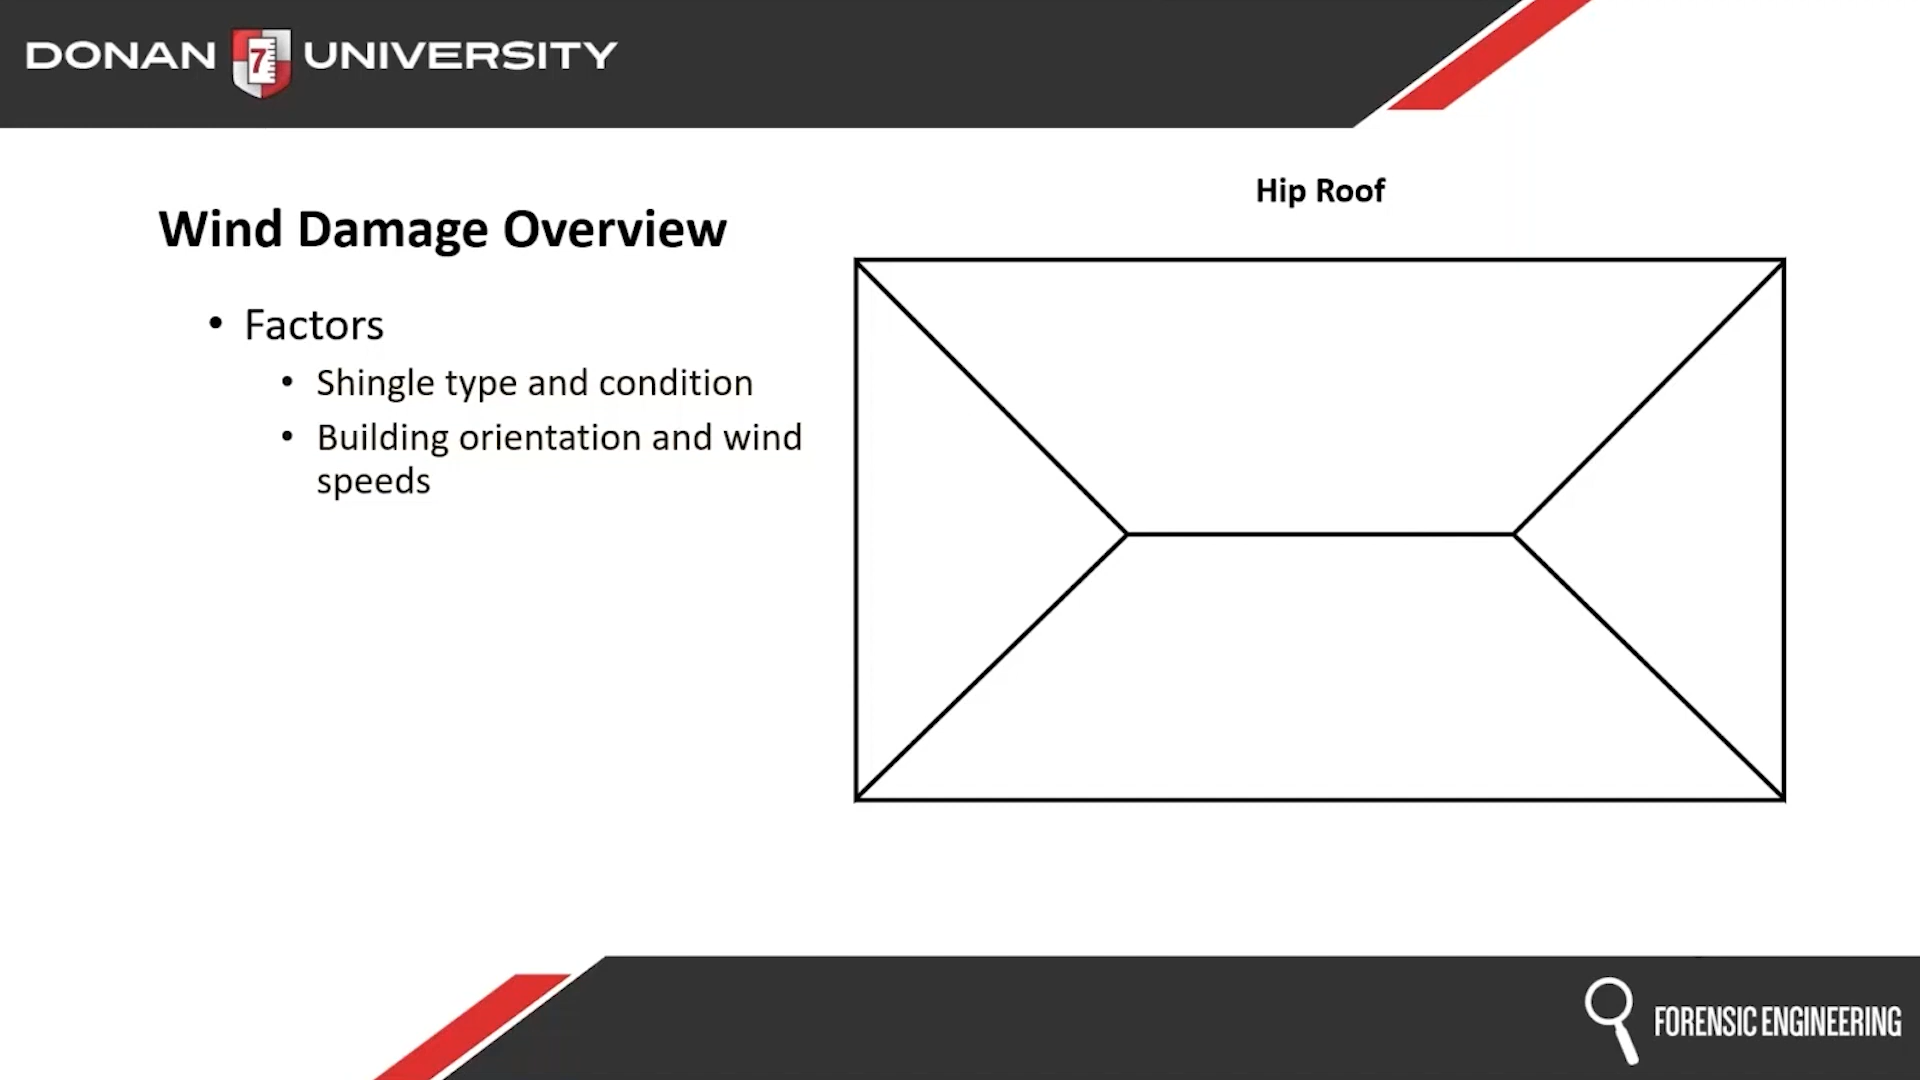 DONAN 7 UNIVERSITY
Hip Roof
Wind Damage Overview
• Factors
• Shingle type and condition
• Building orientation and wind
speeds
FORENSIC ENGINEERING